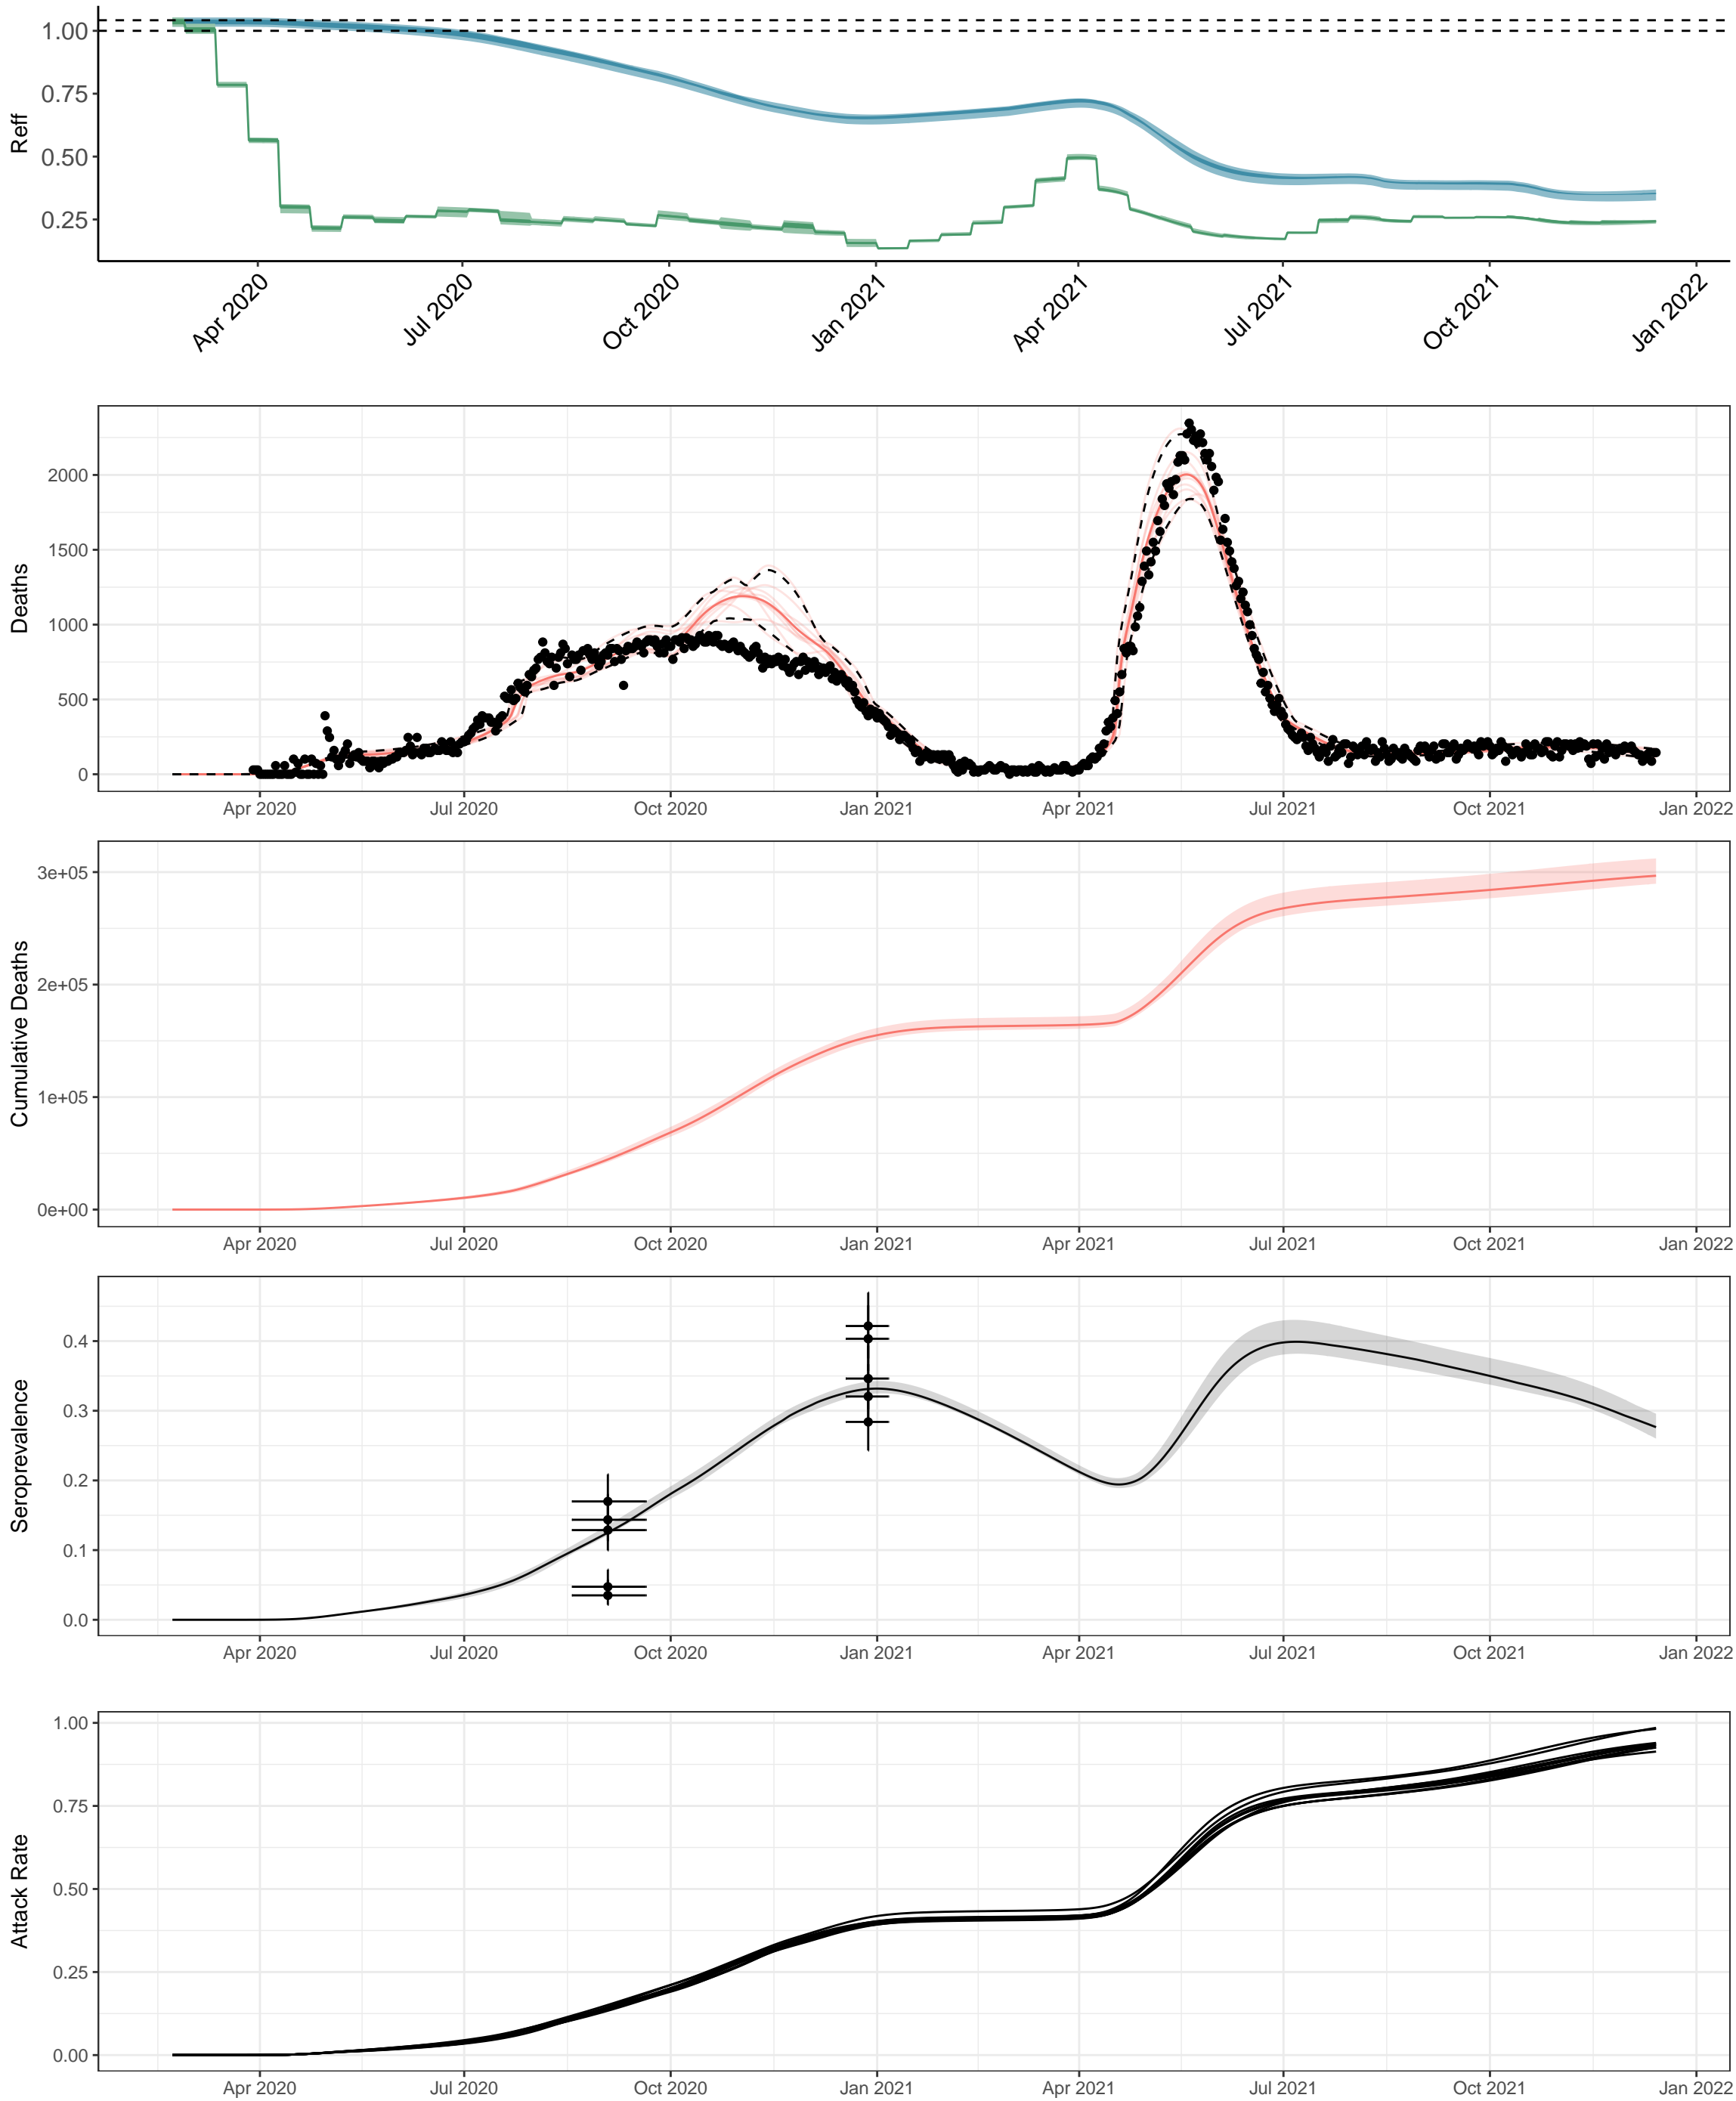 Reff
1.00
0.75
0.50
0.25
Apr 2020
Jul 2020
Oct 2020
Jan 2021
Apr 2021
Jul 2021
Oct 2021
Jan 2022
Deaths
2000
1500
1000
500
0
Apr 2020
Jul 2020
Oct 2020
Jan 2021
Apr 2021
Jul 2021
Oct 2021
Jan 2022
Cumulative Deaths
3e+05
2e+05
1e+05
0e+00
Apr 2020
Jul 2020
Oct 2020
Jan 2021
Apr 2021
Jul 2021
Oct 2021
Jan 2022
Seroprevalence
0.4
0.3
0.2
0.1
0.0
Apr 2020
Jul 2020
Oct 2020
Jan 2021
Apr 2021
Jul 2021
Oct 2021
Jan 2022
Attack Rate
1.00
0.75
0.50
0.25
0.00
Apr 2020
Jul 2020
Oct 2020
Jan 2021
Apr 2021
Jul 2021
Oct 2021
Jan 2022